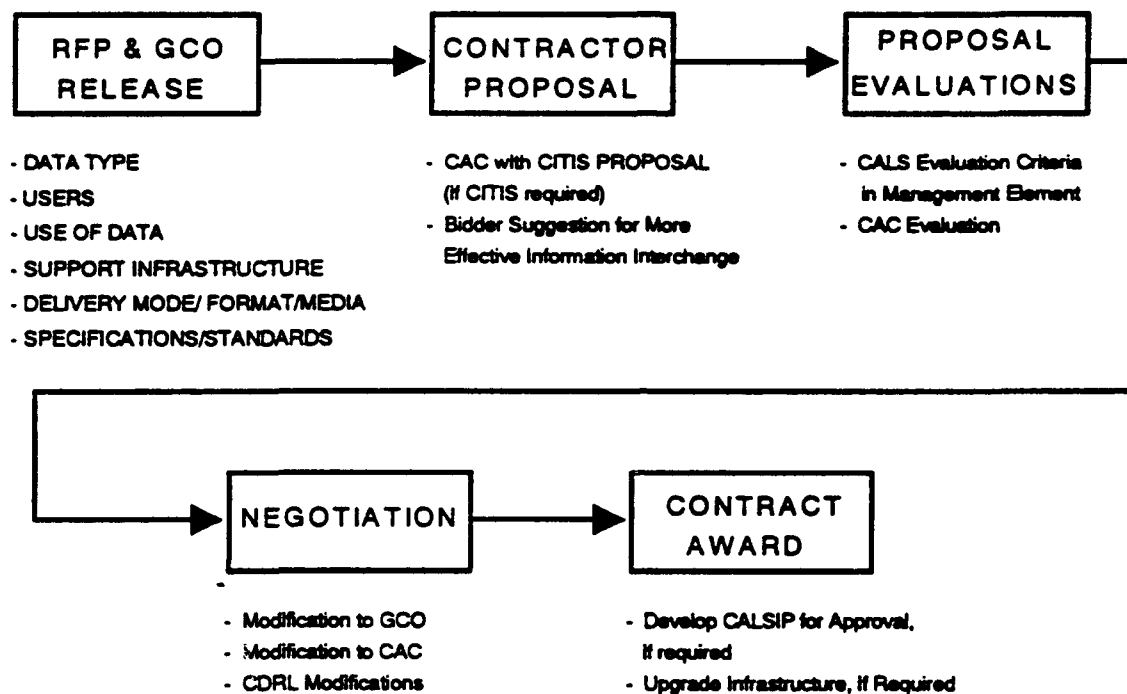 RFP & GCO
RELEASE
CONTRACTOR
PROPOSAL
PROPOSAL
EVALUATIONS
- DATA TYPE
- USERS
- USE OF DATA
- SUPPORT INFRASTRUCTURE
- DELIVERY MODE/ FORMAT/MEDIA
- SPECIFICATIONS/STANDARDS
- CAC with CITIS PROPOSAL
(If CITIS required)
- Bidder Suggestion for More
Effective Information Interchange
- CALS Evaluation Criteria
in Management Element
- CAC Evaluation
NEGOTIATION
CONTRACT
AWARD
- Modification to GCO
- Modification to CAC
- CDRL Modifications
- Develop CALSIP for Approval,
If required
- Upgrade Infrastructure, If Required